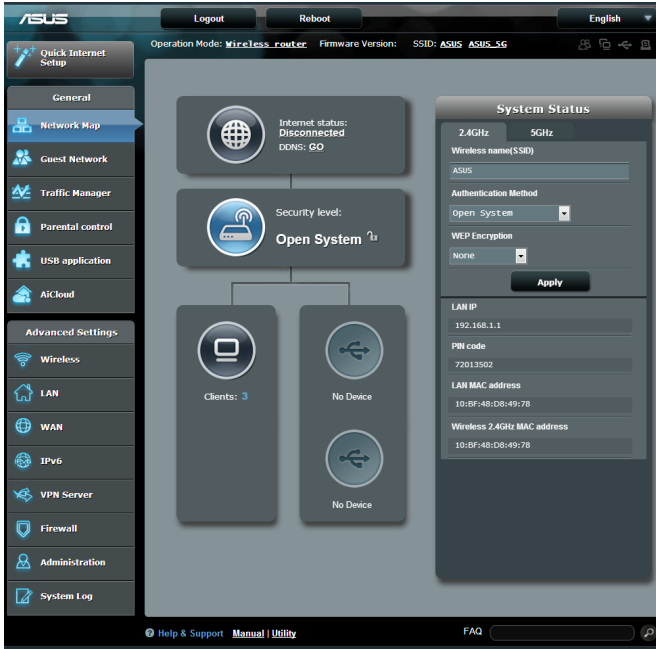 ASUS
Logout
Reboot
English
Operation Mode: Wireless router Firmware Version: SSID: ASUS ASUS_5G
Quick Internet
Setup
General
Network Map
Guest Network
Traffic Manager
Parental control
USB application
AiCloud
Advanced Settings
Wireless
LAN
WAN
IPv6
VPN Server
Firewall
Administration
System Log
Internet status:
Disconnected
DDNS: GO
Security level:
Open System
Clients: 3
No Device
No Device
System Status
2.4GHz
5GHz
Wireless name(SSID)
ASUS
Authentication Method
Open System
WEP Encryption
None
Apply
LAN IP
192.168.1.1
PIN code
72013502
LAN MAC address
10:BF:48:D8:49:78
Wireless 2.4GHz MAC address
10:BF:48:D8:49:78
Help & Support Manual | Utility
FAQ